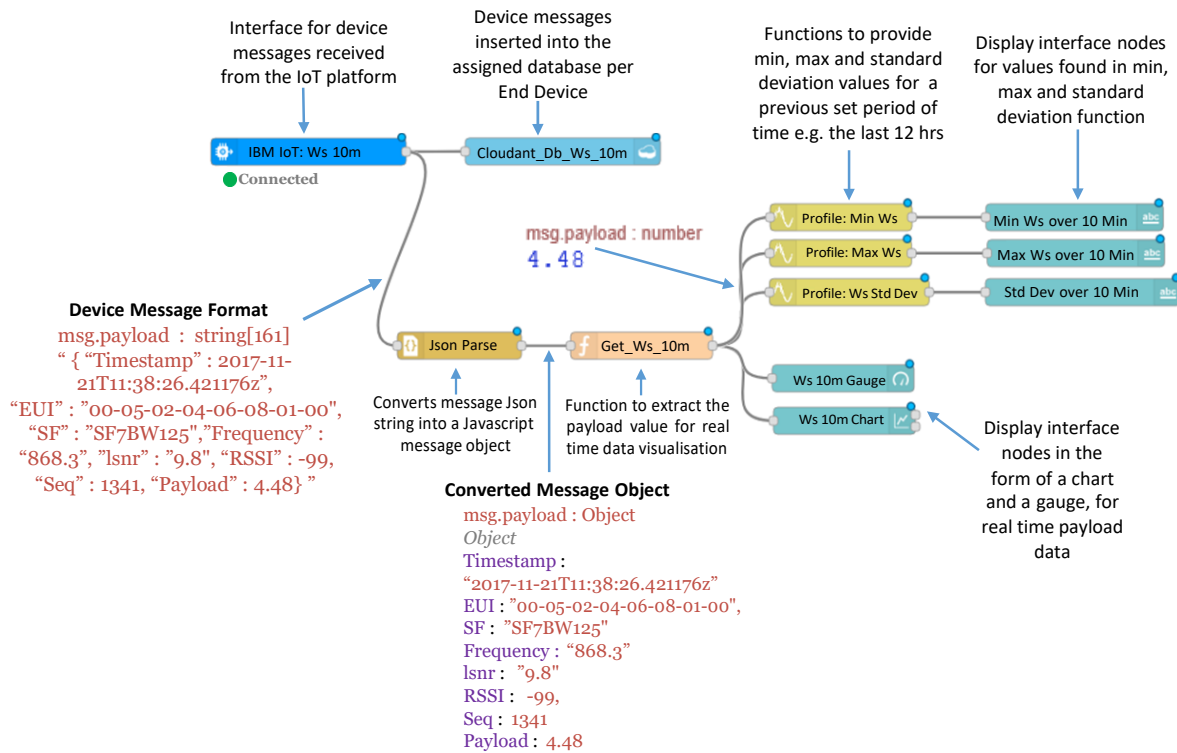 Interface for device
messages received
from the IoT platform
Device messages
inserted into the
assigned database per
End Device
Functions to provide
min, max and standard
deviation values for a
previous set period of
time e.g. the last 12 hrs
Display interface nodes
for values found in min,
max and standard
deviation function
IBM IoT: Ws 10m
Connected
Cloudant_Db_Ws_10m
msg.payload : number
4.48
Profile: Min Ws
Min Ws over 10 Min
abc
Profile: Max Ws
Max Ws over 10 Min
abc
Profile: Ws Std Dev
Std Dev over 10 Min
abc
Device Message Format
msg.payload : string[161]
“ { “Timestamp” : 2017-11-
21T11:38:26.421176z”,
“EUI” : ”00-05-02-04-06-08-01-00",
“SF” : ”SF7BW125",”Frequency” :
“868.3”, ”lsnr” : ”9.8", “RSSI” : -99,
“Seq” : 1341, “Payload” : 4.48} ”
{}
Json Parse
f
Get_Ws_10m
Ws 10m Gauge
Ws 10m Chart
Converts message Json
string into a Javascript
message object
Function to extract the
payload value for real
time data visualisation
Display interface
nodes in the
form of a chart
and a gauge, for
real time payload
data
Converted Message Object
msg.payload : Object
Object
Timestamp :
“2017-11-21T11:38:26.421176z”
EUI : ”00-05-02-04-06-08-01-00",
SF : ”SF7BW125"
Frequency : “868.3”
lsnr : ”9.8"
RSSI : -99,
Seq : 1341
Payload : 4.48